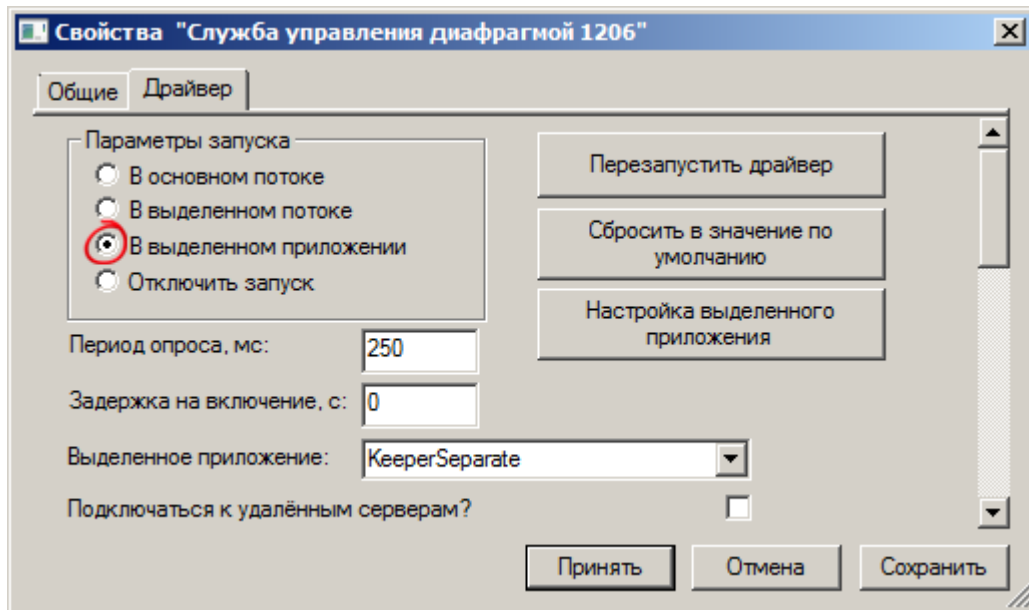 Свойства "Служба управления диафрагмой 1206"
Общие
Драйвер
Параметры запуска
В основном потоке
В выделенном потоке
В выделенном приложении
Отключить запуск
Перезапустить драйвер
Сбросить в значение по
умолчанию
Настройка выделенного
приложения
Период опроса, мс:
250
Задержка на включение, с:
0
Выделенное приложение:
KeeperSeparate
Подключаться к удалённым серверам?
Принять
Отмена
Сохранить